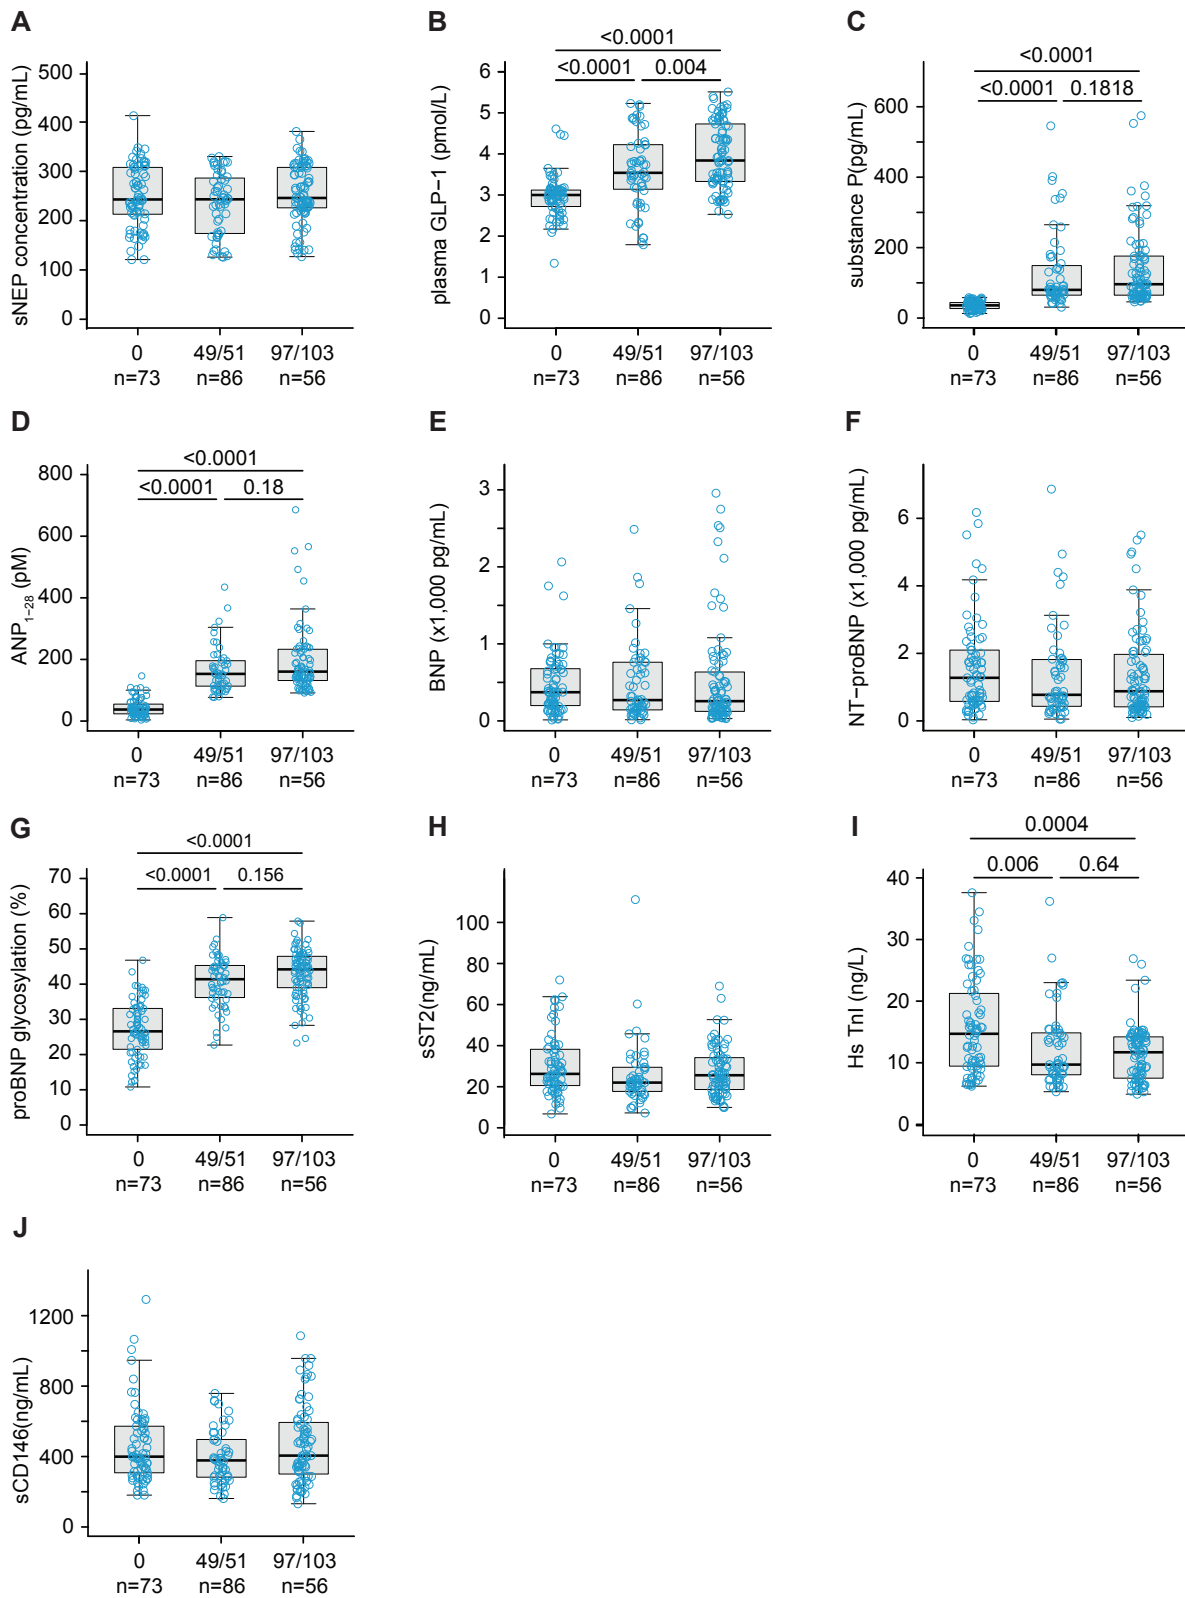 A
sNEP concentration (pg/mL)
500
400
300
200
100
0
0
49/51
97/103
n=73
n=86
n=56
B
<0.0001
<0.0001
0.004
plasma GLP-1 (pmol/L)
6
5
4
3
2
1
0
0
49/51
97/103
n=73
n=86
n=56
C
<0.0001
<0.0001
0.1818
substance P(pg/mL)
600
400
200
0
0
49/51
97/103
n=73
n=86
n=56
D
<0.0001
<0.0001
0.18
ANP1−28 (pM)
800
600
400
200
0
0
49/51
97/103
n=73
n=86
n=56
E
BNP (x1,000 pg/mL)
3
2
1
0
0
49/51
97/103
n=73
n=86
n=56
F
NT−proBNP (x1,000 pg/mL)
6
4
2
0
0
49/51
97/103
n=73
n=86
n=56
G
<0.0001
<0.0001
0.156
proBNP glycosylation (%)
70
60
50
40
30
20
10
0
0
49/51
97/103
n=73
n=86
n=56
H
sST2(ng/mL)
100
80
60
40
20
0
0
49/51
97/103
n=73
n=86
n=56
I
0.0004
0.006
0.64
Hs TnI (ng/L)
40
30
20
10
0
0
49/51
97/103
n=73
n=86
n=56
J
sCD146(ng/mL)
1200
800
400
0
0
49/51
97/103
n=73
n=86
n=56